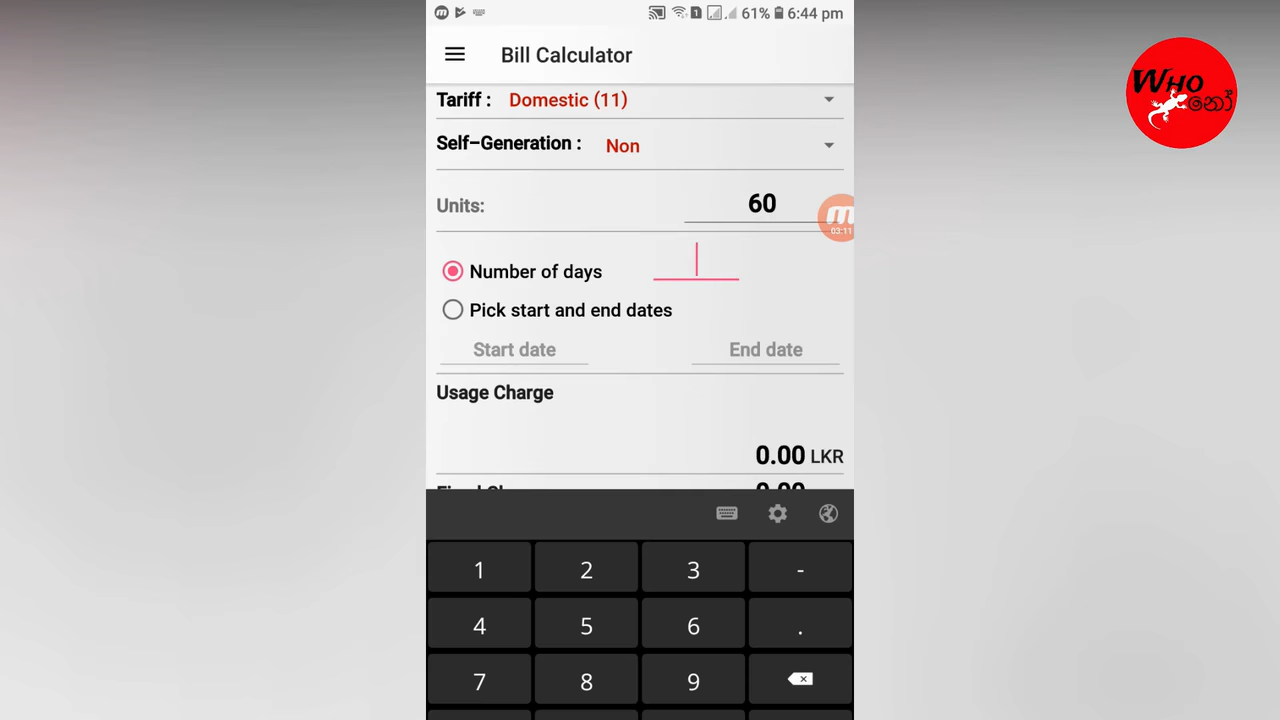 61% 6:44 pm
Bill Calculator
WHO
නෝ
Tariff : Domestic (11)
Self-Generation : Non
Units: 60
03:11
Number of days
Pick start and end dates
Start date End date
Usage Charge
0.00 LKR
1 2 3 -
4 5 6 .
7 8 9